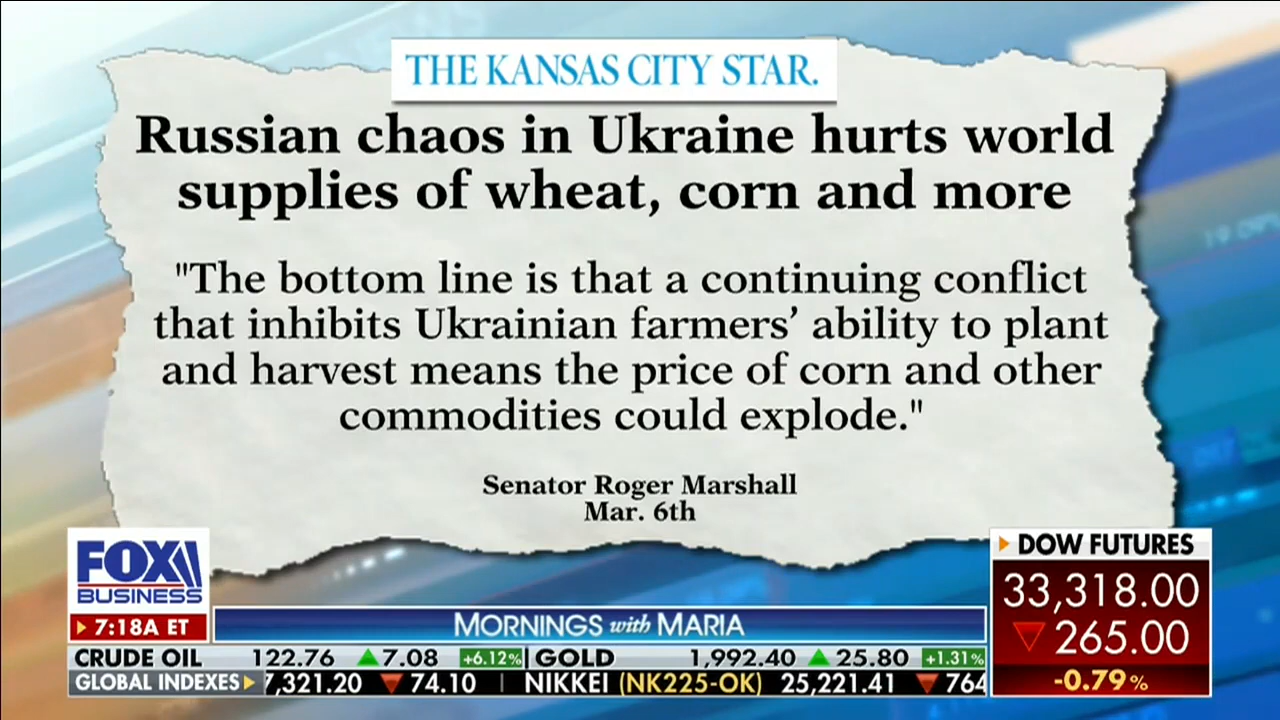 THE KANSAS CITY STAR.
Russian chaos in Ukraine hurts world
supplies of wheat, corn and more
"The bottom line is that a continuing conflict
that inhibits Ukrainian farmers’ ability to plant
and harvest means the price of corn and other
commodities could explode."
Senator Roger Marshall
Mar. 6th
FOX
BUSINESS
7:18A ET
MORNINGS with MARIA
DOW FUTURES
33,318.00
265.00
-0.79%
CRUDE OIL 122.76 7.08 +6.12% GOLD 1,992.40 25.80 +1.31%
GLOBAL INDEXES 7,321.20 74.10 NIKKEI (NK225-OK) 25,221.41 764